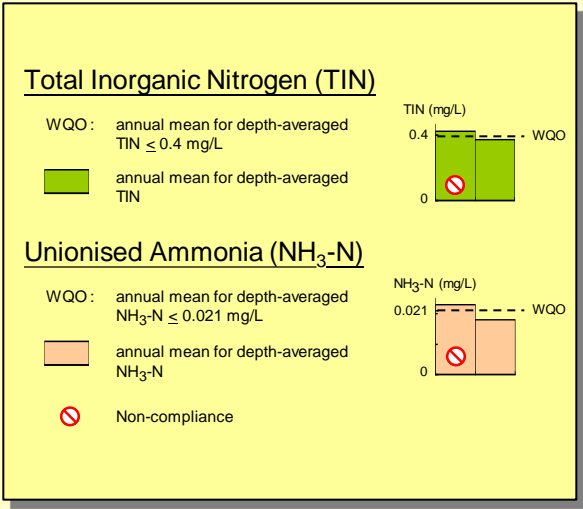 Total Inorganic Nitrogen (TIN)
WQO : annual mean for depth-averaged
TIN ≤ 0.4 mg/L
annual mean for depth-averaged
TIN
TIN (mg/L)
0.4
WQO
0
Unionised Ammonia (NH3-N)
WQO : annual mean for depth-averaged
NH3-N ≤ 0.021 mg/L
annual mean for depth-averaged
NH3-N
NH3-N (mg/L)
0.021
WQO
0
Non-compliance